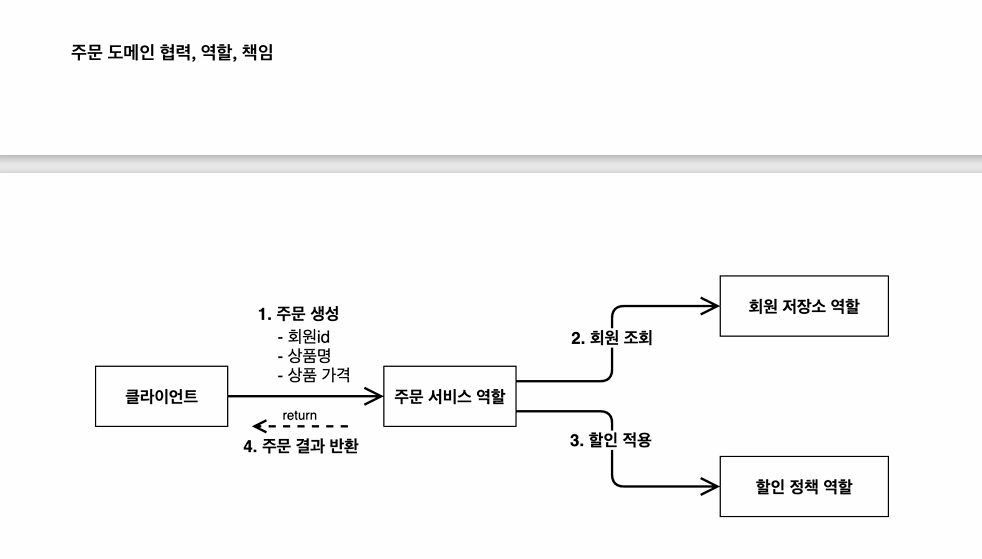 주문 도메인 협력, 역할, 책임
1. 주문 생성
- 회원id
- 상품명
- 상품 가격
클라이언트
주문 서비스 역할
return
4. 주문 결과 반환
2. 회원 조회
회원 저장소 역할
3. 할인 적용
할인 정책 역할